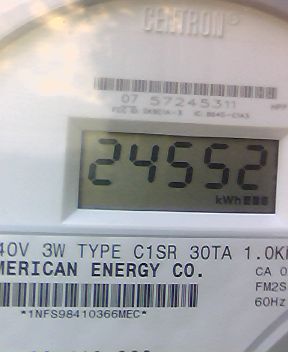 CENTRON®
07 57245311
24552
kWh
40V 3W TYPE C1SR 30TA 1.0K
MERICAN ENERGY CO.
CA 0
FM2S
60Hz
*1NFS98410366MEC*